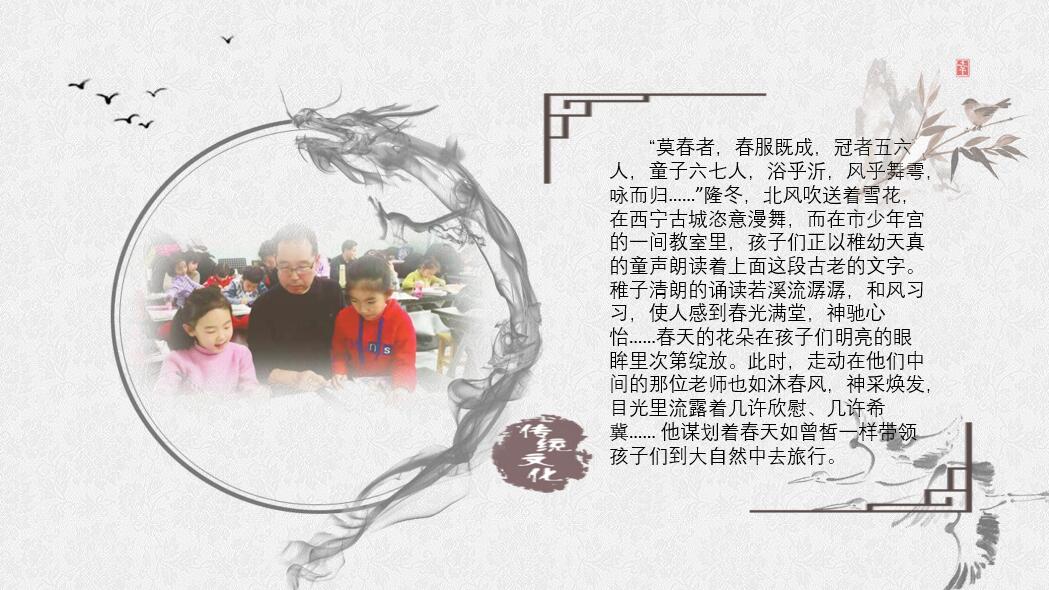 “莫春者，春服既成，冠者五六
人，童子六七人，浴乎沂，风乎舞雩，
咏而归......”隆冬，北风吹送着雪花，
在西宁古城恣意漫舞，而在市少年宫
的一间教室里，孩子们正以稚幼天真
的童声朗读着上面这段古老的文字。
稚子清朗的诵读若溪流潺潺，和风习
习，使人感到春光满堂，神驰心
怡......春天的花朵在孩子们明亮的眼
眸里次第绽放。此时，走动在他们中
间的那位老师也如沐春风，神采焕发，
目光里流露着几许欣慰、几许希
冀...... 他谋划着春天如曾皙一样带领
孩子们到大自然中去旅行。
传统
文化